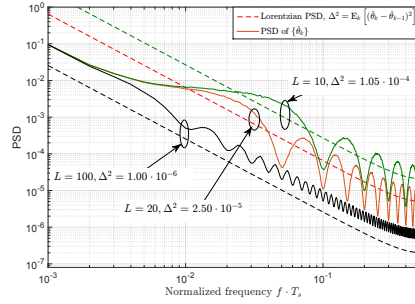 10^0
10^-1
10^-2
10^-3
10^-4
10^-5
10^-6
10^-7
PSD
Lorentzian PSD, Δ² = E_k [(θ̂_k − θ̂_{k−1})²]
PSD of {θ̂_k}
L = 10, Δ² = 1.05 · 10^-4
L = 100, Δ² = 1.00 · 10^-6
L = 20, Δ² = 2.50 · 10^-5
10^-3
10^-2
10^-1
Normalized frequency f · T_s